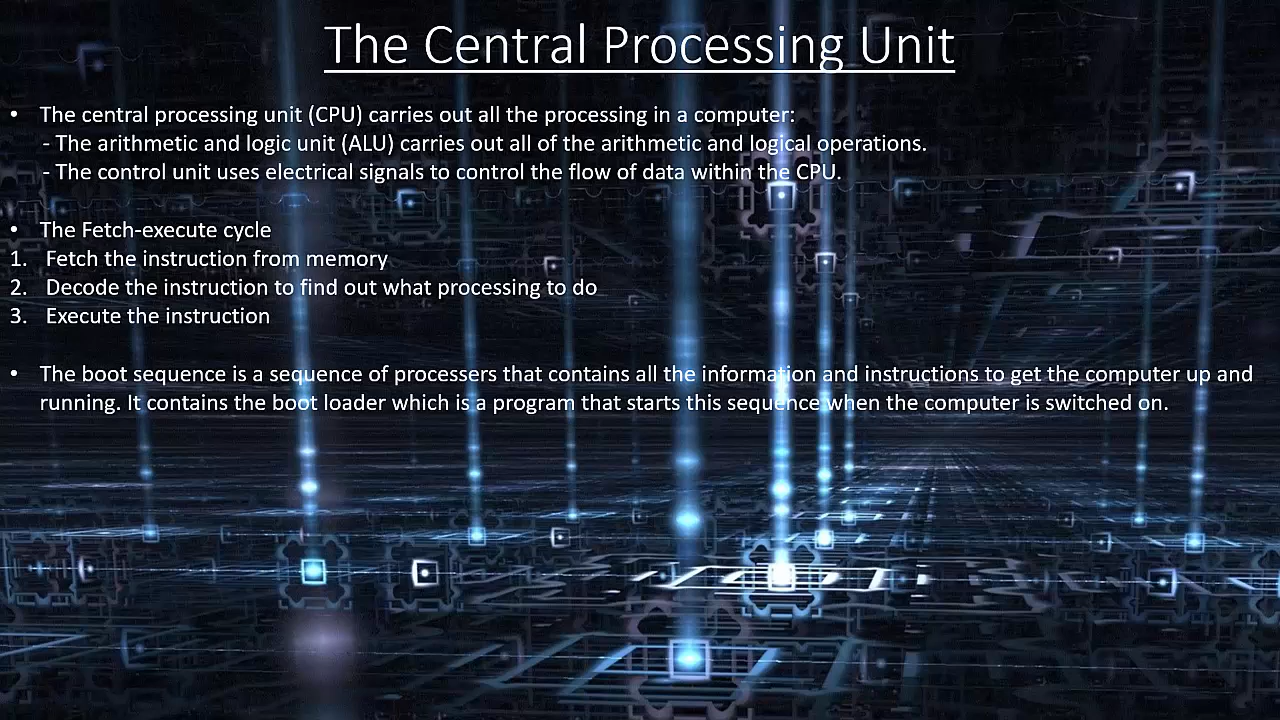 The Central Processing Unit
• The central processing unit (CPU) carries out all the processing in a computer:
- The arithmetic and logic unit (ALU) carries out all of the arithmetic and logical operations.
- The control unit uses electrical signals to control the flow of data within the CPU.
• The Fetch-execute cycle
1. Fetch the instruction from memory
2. Decode the instruction to find out what processing to do
3. Execute the instruction
• The boot sequence is a sequence of processers that contains all the information and instructions to get the computer up and
running. It contains the boot loader which is a program that starts this sequence when the computer is switched on.